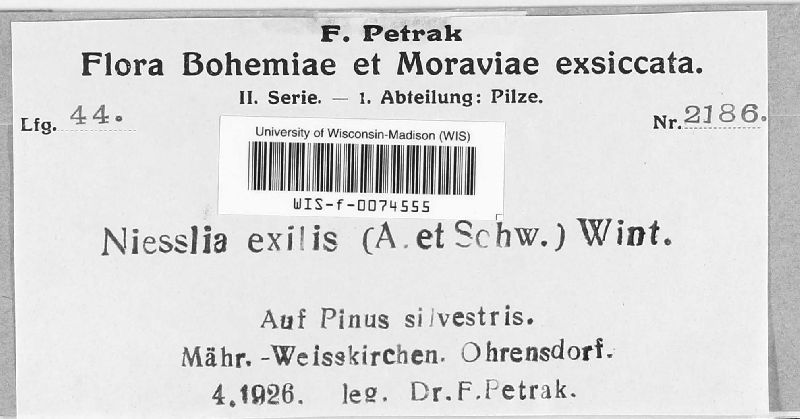 F. Petrak
Flora Bohemiae et Moraviae exsiccata.
II. Serie. — 1. Abteilung: Pilze.
Lfg. 44.
Nr. 2186.
University of Wisconsin-Madison (WIS)
WIS-f-0074555
Niesslia exilis (A. et Schw.) Wint.
Auf Pinus silvestris.
Mähr.-Weisskirchen. Ohrensdorf.
4.1926. leg. Dr. F. Petrak.